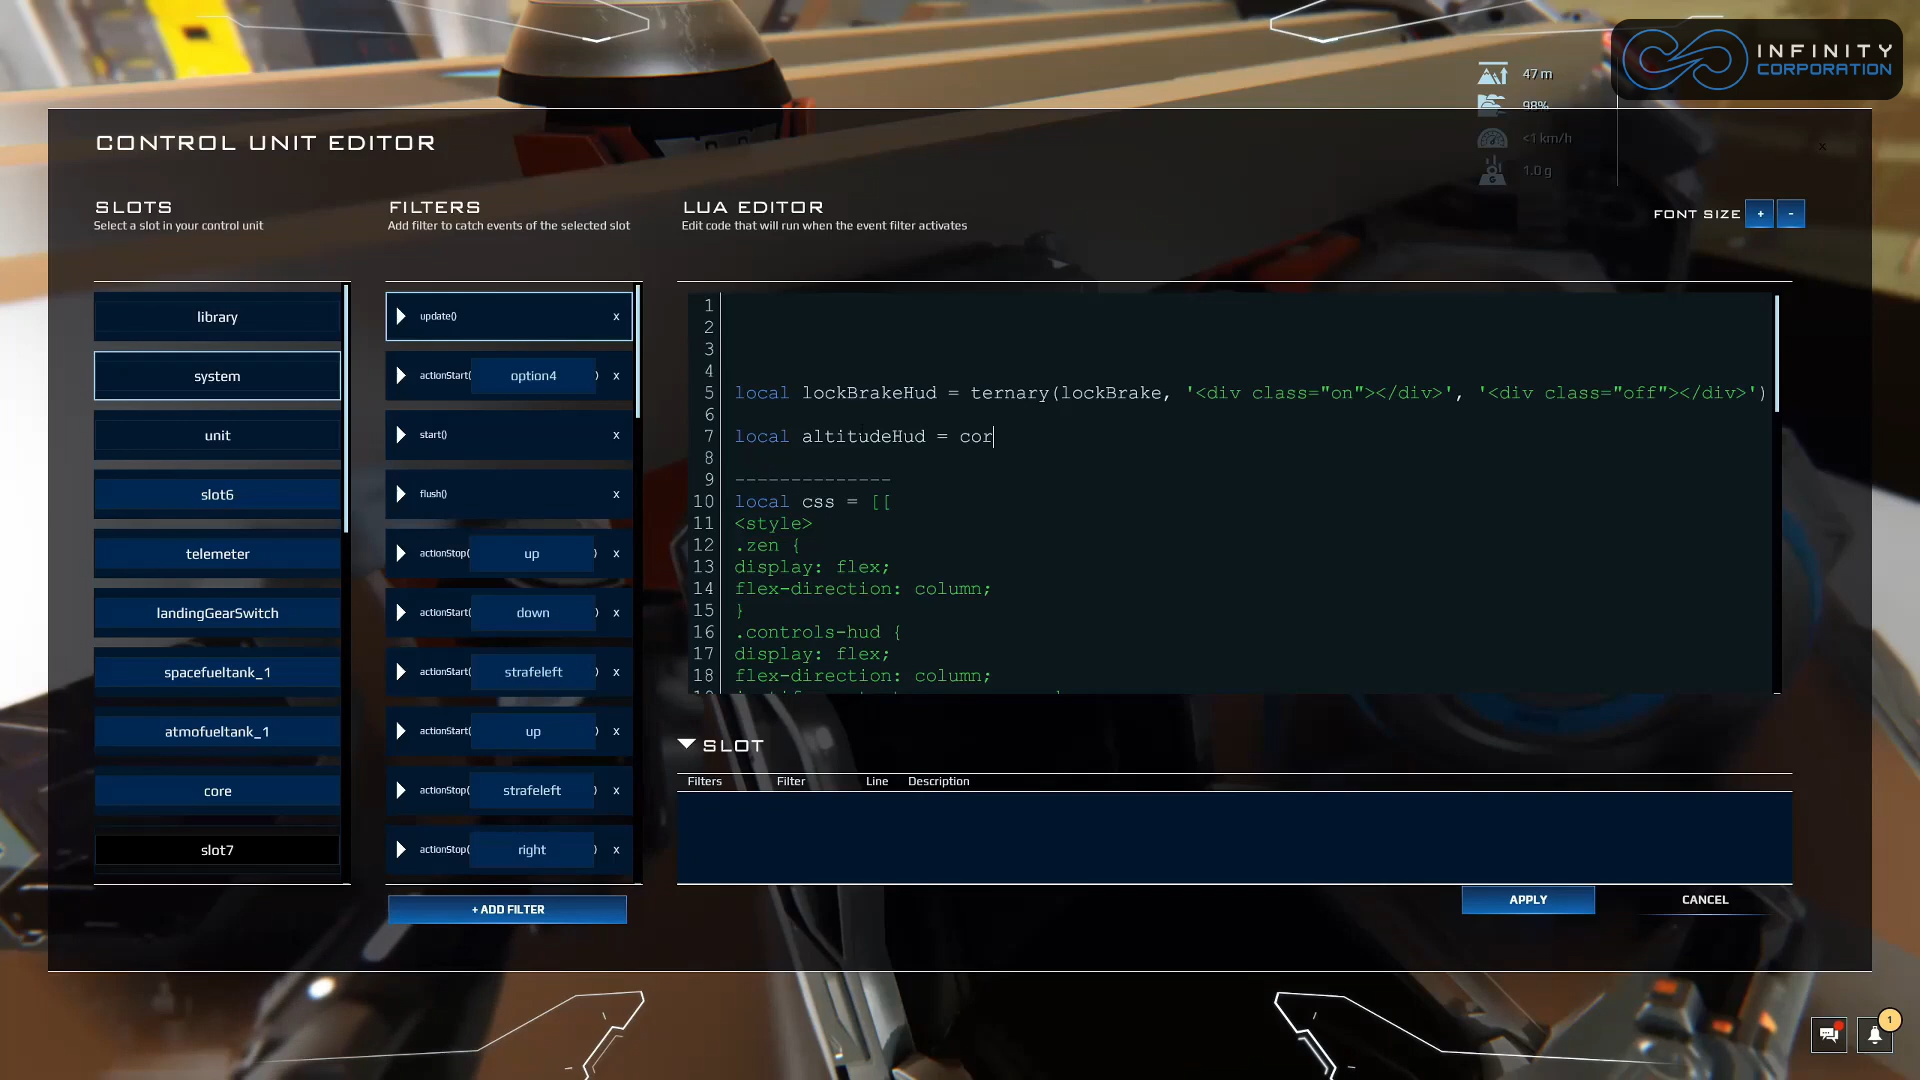 INFINITY
CORPORATION
47 m
98%
<1 km/h
1.0 g
CONTROL UNIT EDITOR
x
SLOTS
Select a slot in your control unit
FILTERS
Add filter to catch events of the selected slot
LUA EDITOR
Edit code that will run when the event filter activates
FONT SIZE + -
library
system
unit
slot6
telemeter
landingGearSwitch
spacefueltank_1
atmofueltank_1
core
slot7
update() x
actionStart( option4 ) x
start() x
flush() x
actionStop( up ) x
actionStart( down ) x
actionStart( strafeleft ) x
actionStart( up ) x
actionStop( strafeleft ) x
actionStop( right ) x
+ ADD FILTER
1
2
3
4
5 local lockBrakeHud = ternary(lockBrake, '<div class="on"></div>', '<div class="off"></div>')
6
7 local altitudeHud = cor
8
9 --------------
10 local css = [[
11 <style>
12 .zen {
13 display: flex;
14 flex-direction: column;
15 }
16 .controls-hud {
17 display: flex;
18 flex-direction: column;
SLOT
Filters Filter Line Description
APPLY CANCEL
1